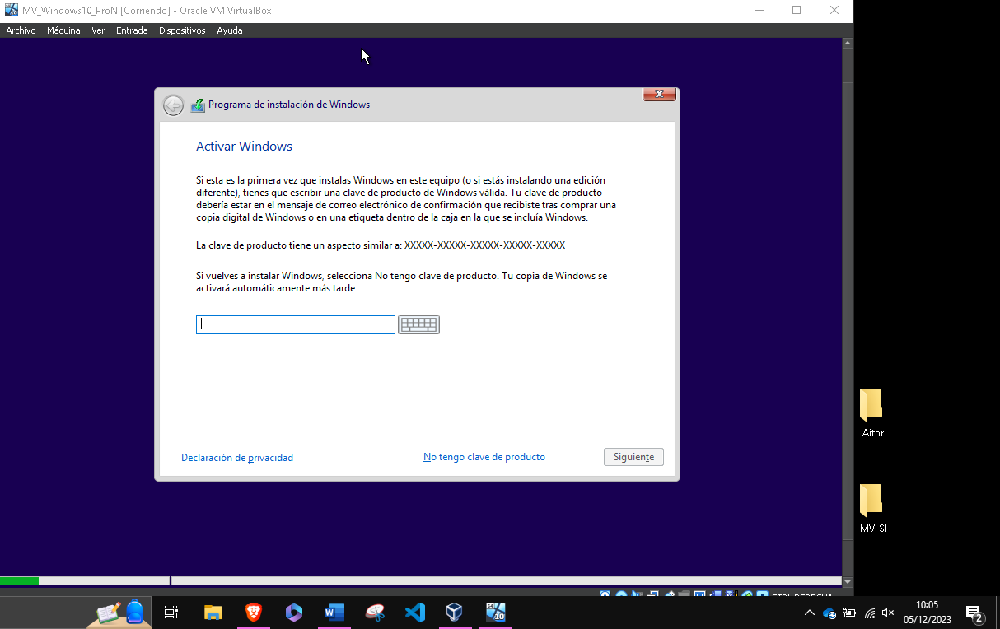 MV_Windows10_ProN [Corriendo] - Oracle VM VirtualBox
Archivo Máquina Ver Entrada Dispositivos Ayuda
Programa de instalación de Windows
Activar Windows
Si esta es la primera vez que instalas Windows en este equipo (o si estás instalando una edición
diferente), tienes que escribir una clave de producto de Windows válida. Tu clave de producto
debería estar en el mensaje de correo electrónico de confirmación que recibiste tras comprar una
copia digital de Windows o en una etiqueta dentro de la caja en la que se incluía Windows.
La clave de producto tiene un aspecto similar a: XXXXX-XXXXX-XXXXX-XXXXX-XXXXX
Si vuelves a instalar Windows, selecciona No tengo clave de producto. Tu copia de Windows se
activará automáticamente más tarde.
Declaración de privacidad
No tengo clave de producto
Siguiente
Aitor
MV_SI
CTRL DERECHA
10:05
05/12/2023
2